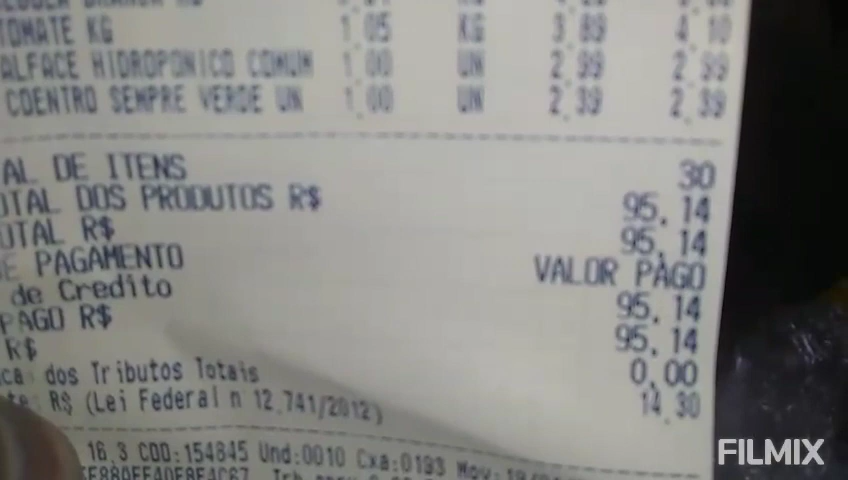 TOMATE KG 1,05 KG 3,89 4,10
ALFACE HIDROPONICO COMUM 1,00 UN 2,99 2,99
COENTRO SEMPRE VERDE UN 1,00 UN 2,39 2,39
AL DE ITENS 30
OTAL DOS PRODUTOS R$ 95,14
OTAL R$ 95,14
E PAGAMENTO VALOR PAGO
de Credito 95,14
PAGO R$ 95,14
R$ 0,00
ca dos Tributos Totais
R$ (Lei Federal n 12.741/2012) 14,30
16.3 COD:154845 Und:0010 Cxa:0193 Mov:
FILMIX